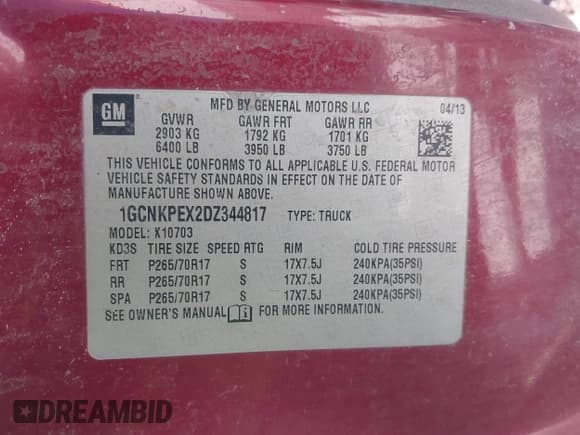 GM
MFD BY GENERAL MOTORS LLC 04/13
GVWR GAWR FRT GAWR RR
2903 KG 1792 KG 1701 KG
6400 LB 3950 LB 3750 LB
THIS VEHICLE CONFORMS TO ALL APPLICABLE U.S. FEDERAL MOTOR
VEHICLE SAFETY STANDARDS IN EFFECT ON THE DATE OF
MANUFACTURE SHOWN ABOVE.
1GCNKPEX2DZ344817 TYPE: TRUCK
MODEL: K10703
KD3S TIRE SIZE SPEED RTG RIM COLD TIRE PRESSURE
FRT P265/70R17 S 17X7.5J 240KPA(35PSI)
RR P265/70R17 S 17X7.5J 240KPA(35PSI)
SPA P265/70R17 S 17X7.5J 240KPA(35PSI)
SEE OWNER'S MANUAL FOR MORE INFORMATION.
DREAMBID